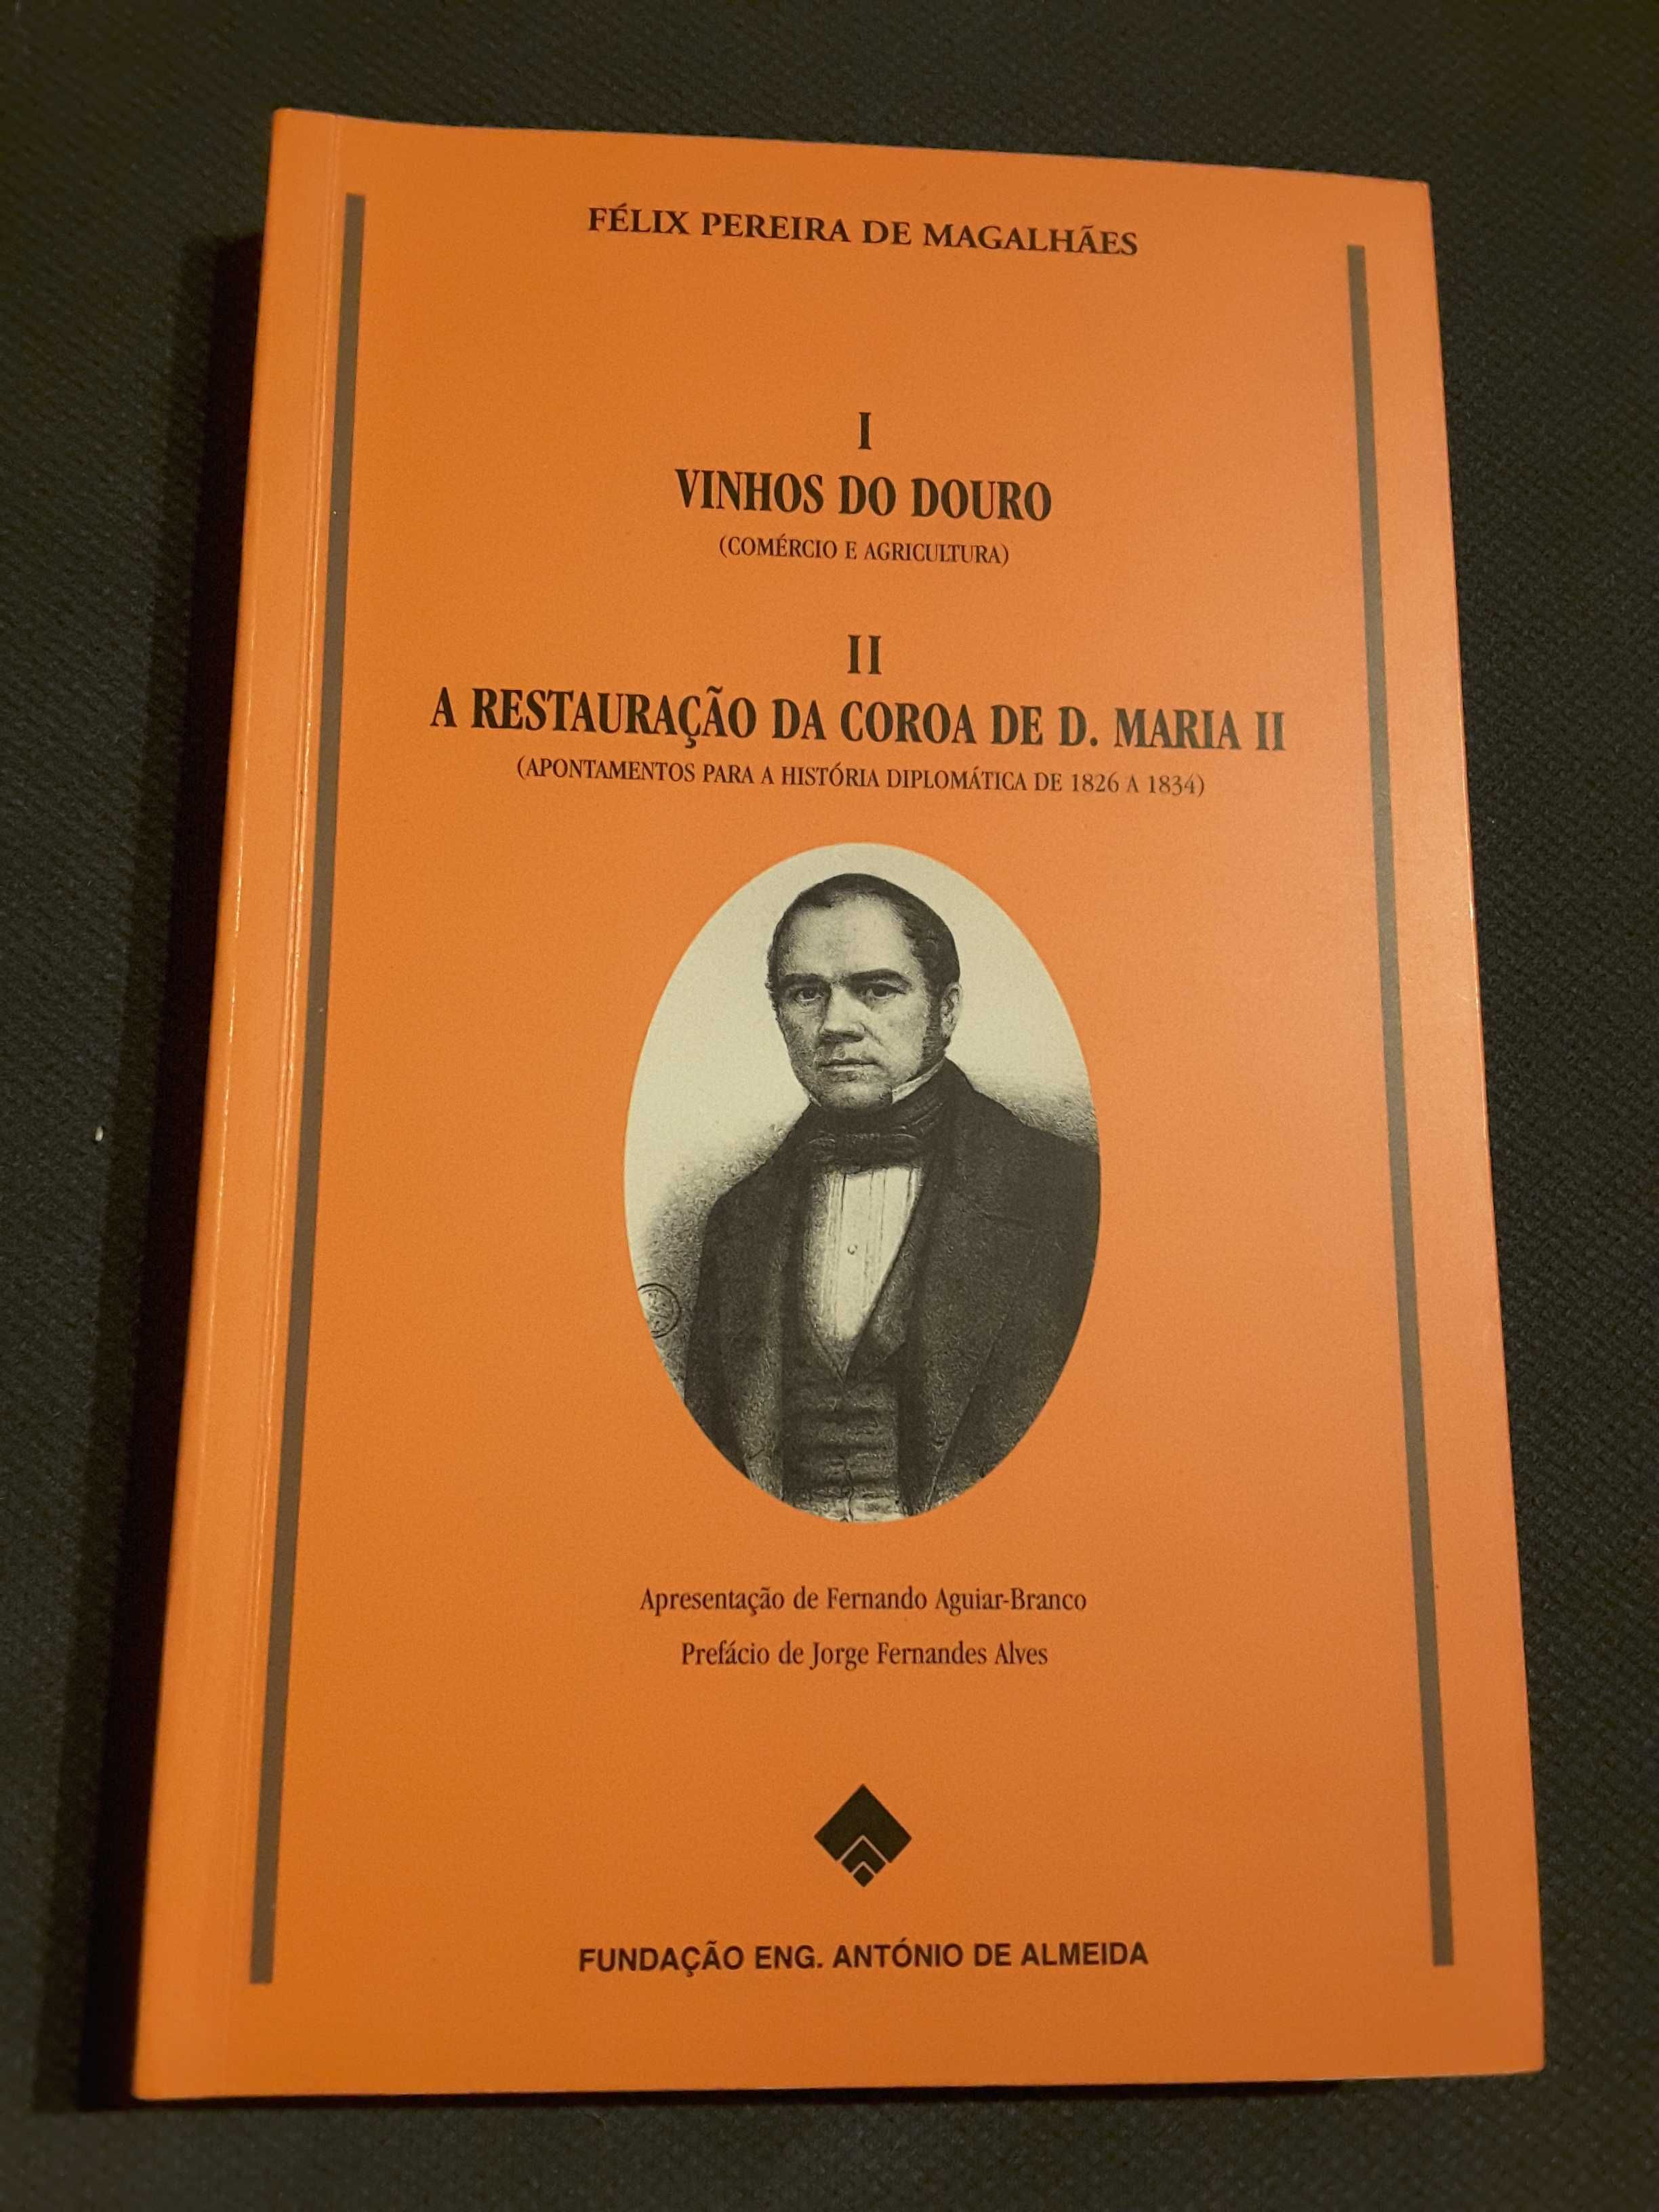 FÉLIX PEREIRA DE MAGALHÃES
I
VINHOS DO DOURO
(COMÉRCIO E AGRICULTURA)
II
A RESTAURAÇÃO DA COROA DE D. MARIA II
(APONTAMENTOS PARA A HISTÓRIA DIPLOMÁTICA DE 1826 A 1834)
Apresentação de Fernando Aguiar-Branco
Prefácio de Jorge Fernandes Alves
FUNDAÇÃO ENG. ANTÓNIO DE ALMEIDA